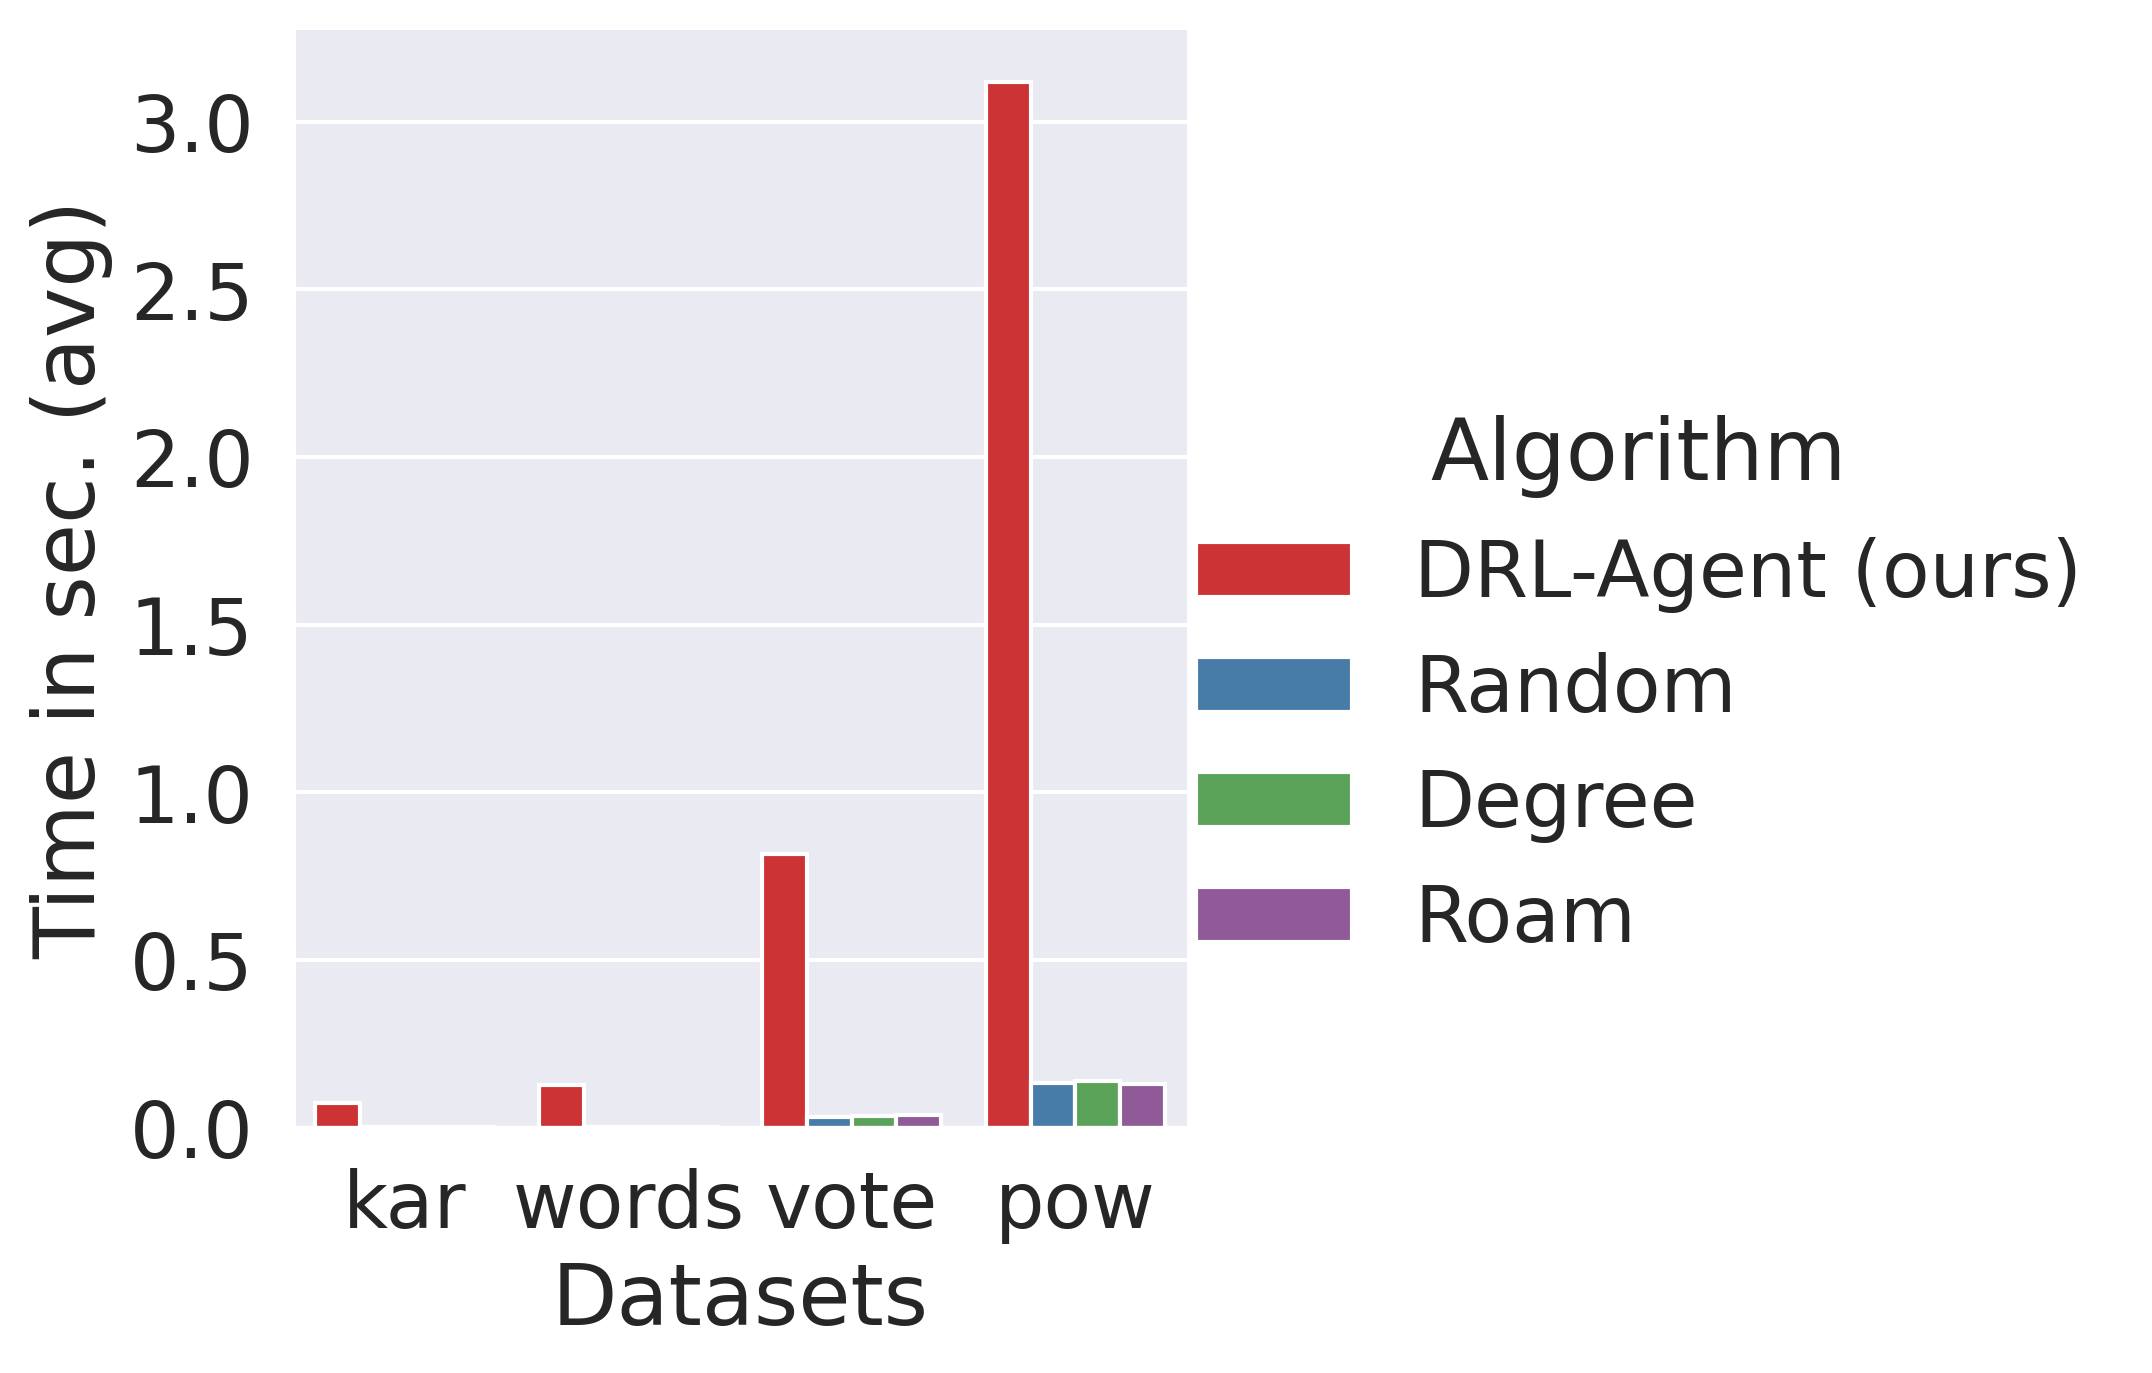 Time in sec. (avg)
3.0
2.5
2.0
1.5
1.0
0.5
0.0
kar words vote pow
Datasets
Algorithm
DRL-Agent (ours)
Random
Degree
Roam